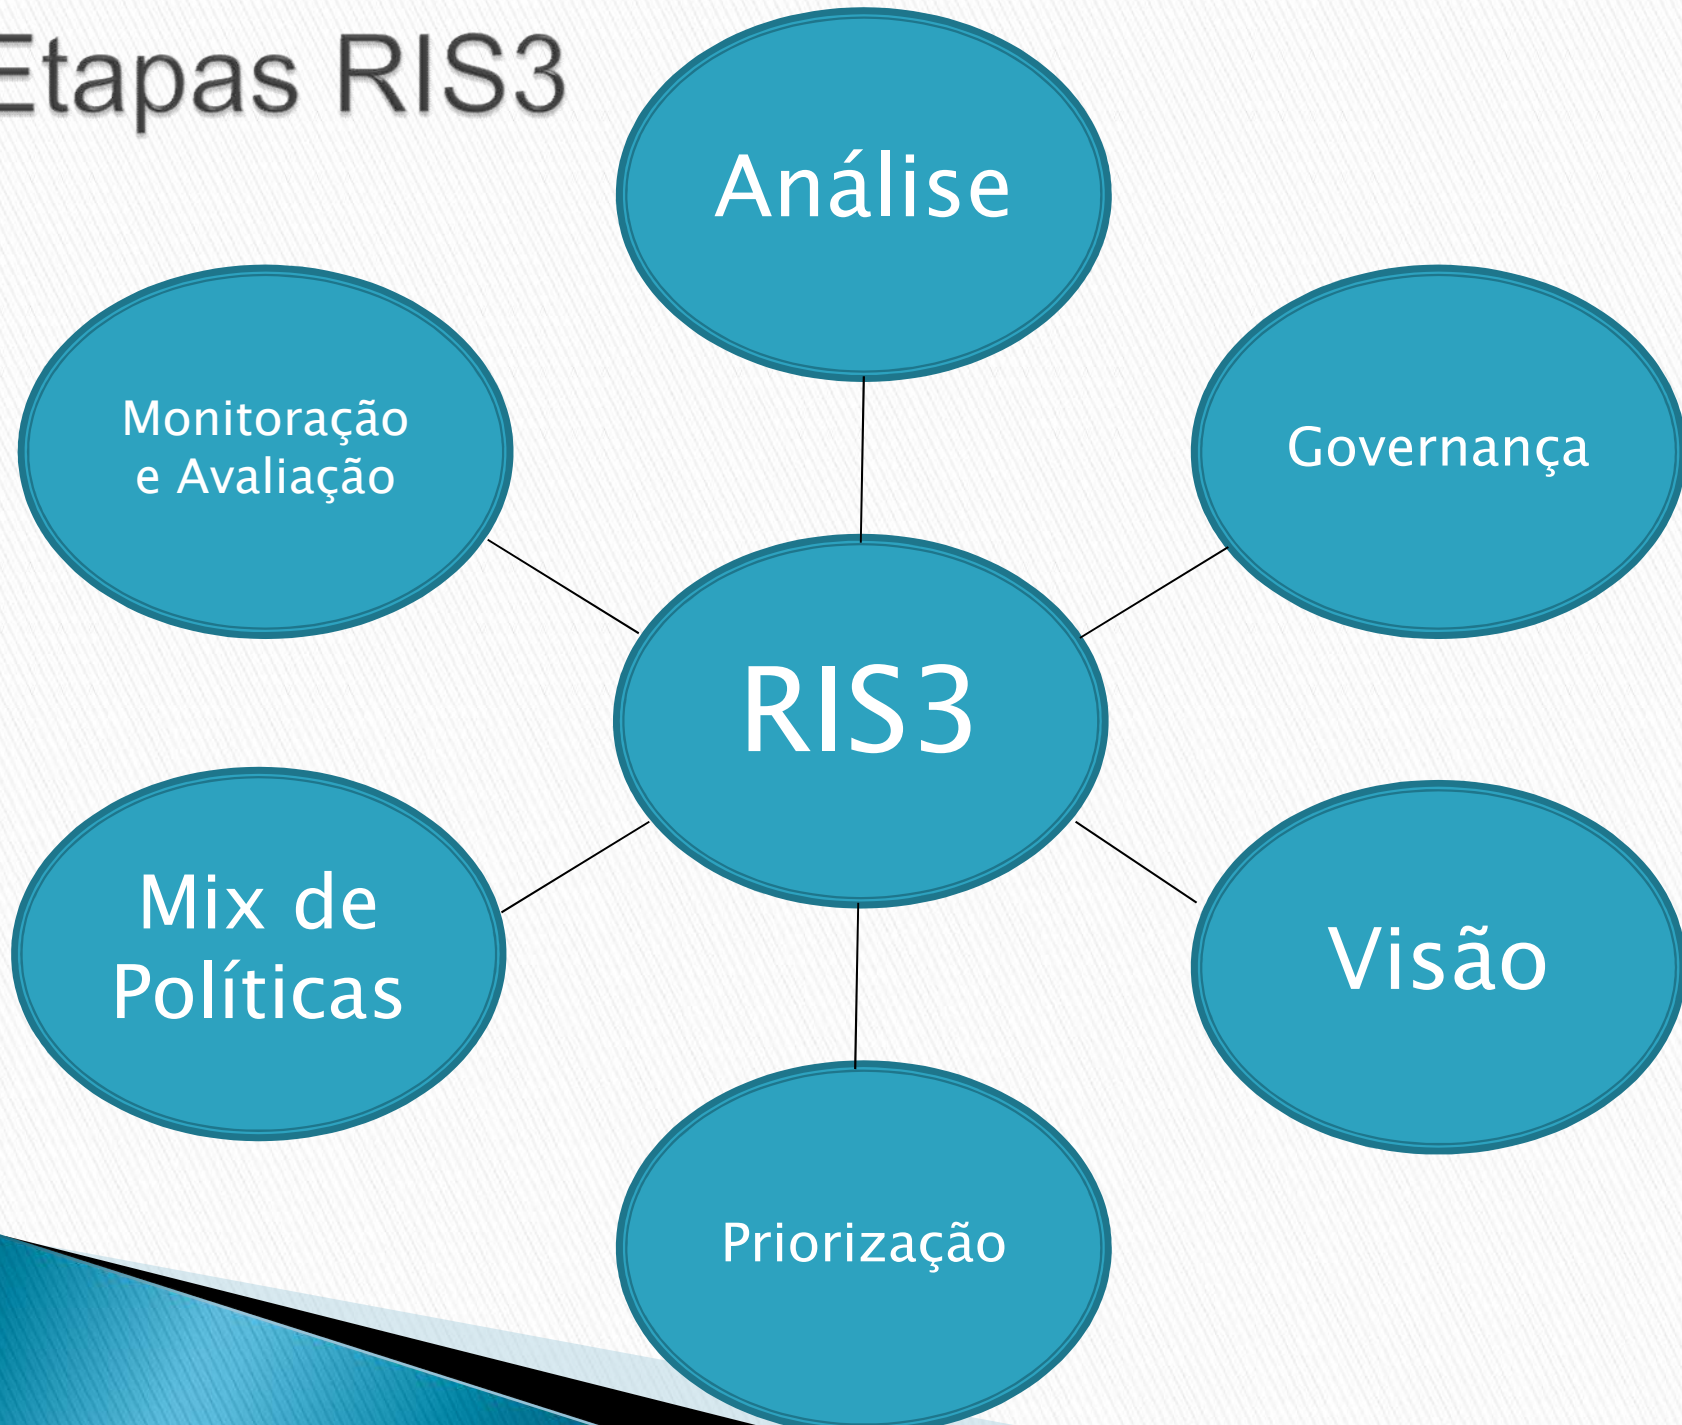 Etapas RIS3
Análise
Monitoração
e Avaliação
Governança
RIS3
Mix de
Políticas
Visão
Priorização